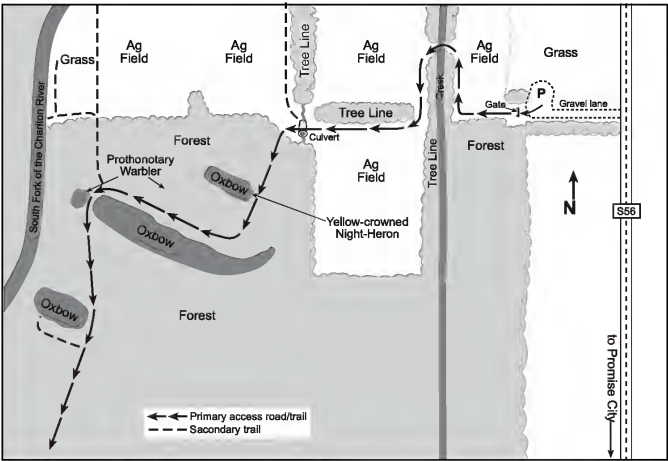 Ag
Field
Ag
Field
Ag
Field
Ag
Field
Grass
Grass
Tree Line
South Fork of the Chariton River
Creek
P
Gate
Gravel lane
Tree Line
Culvert
Forest
Forest
Prothonotary
Warbler
Oxbow
Ag
Field
Tree Line
N
S56
Yellow-crowned
Night-Heron
Oxbow
Oxbow
Forest
to Promise City
Primary access road/trail
Sacondary trail